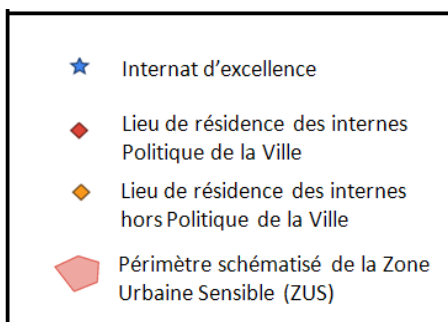 Internat d'excellence
Lieu de résidence des internes
Politique de la Ville
Lieu de résidence des internes
hors Politique de la Ville
Périmètre schématisé de la Zone
Urbaine Sensible (ZUS)